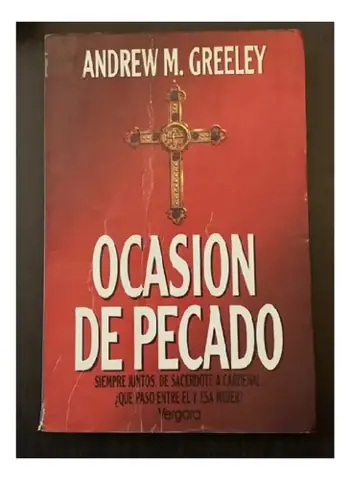 ANDREW M. GREELEY
OCASION
DE PECADO
SIEMPRE JUNTOS, DE SACERDOTE A CARDENAL
¿QUE PASO ENTRE EL Y ESA MUJER?
Vergara